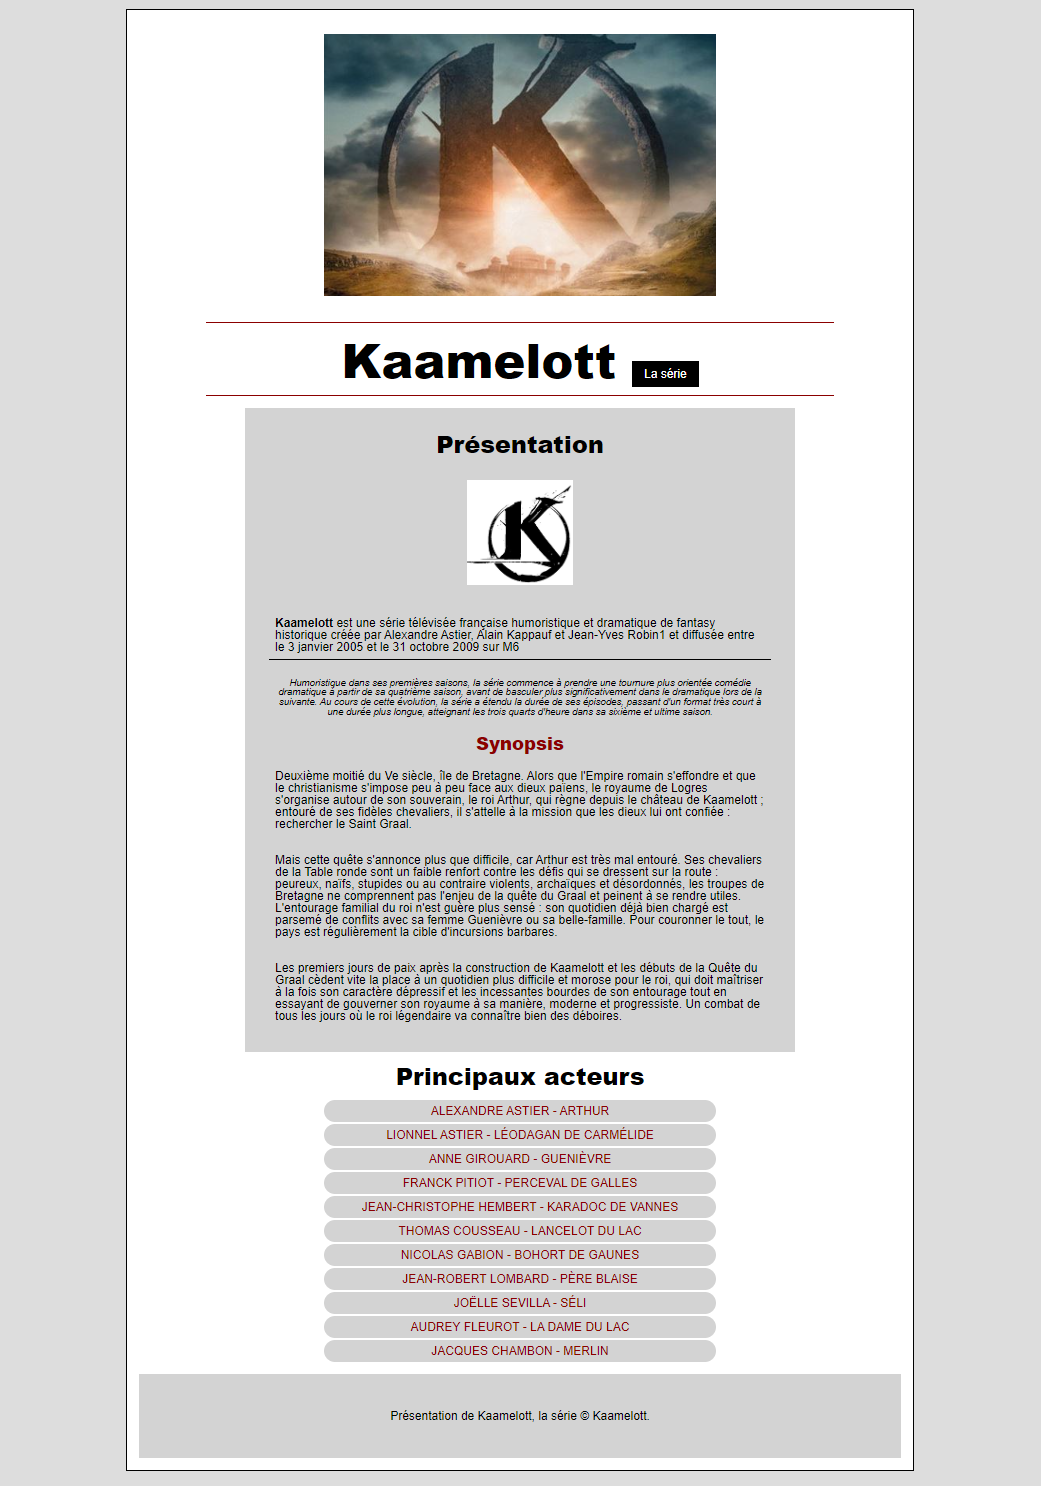 K
Kaamelott La série
Présentation
K
Kaamelott est une série télévisée française humoristique et dramatique de fantasy
historique créée par Alexandre Astier, Alain Kappauf et Jean-Yves Robin1 et diffusée entre
le 3 janvier 2005 et le 31 octobre 2009 sur M6
Humoristique dans ses premières saisons, la série commence à prendre une tournure plus orientée comédie
dramatique à partir de sa quatrième saison, avant de basculer plus significativement dans le dramatique lors de la
suivante. Au cours de cette évolution, la série a étendu la durée de ses épisodes, passant d'un format très court à
une durée plus longue, atteignant les trois quarts d'heure dans sa sixième et ultime saison.
Synopsis
Deuxième moitié du Ve siècle, île de Bretagne. Alors que l'Empire romain s'effondre et que
le christianisme s'impose peu à peu face aux dieux païens, le royaume de Logres
s'organise autour de son souverain, le roi Arthur, qui règne depuis le château de Kaamelott ;
entouré de ses fidèles chevaliers, il s'attelle à la mission que les dieux lui ont confiée :
rechercher le Saint Graal.
Mais cette quête s'annonce plus que difficile, car Arthur est très mal entouré. Ses chevaliers
de la Table ronde sont un faible renfort contre les défis qui se dressent sur la route :
peureux, naïfs, stupides ou au contraire violents, archaïques et désordonnés, les troupes de
Bretagne ne comprennent pas l'enjeu de la quête du Graal et peinent à se rendre utiles.
L'entourage familial du roi n'est guère plus sensé : son quotidien déjà bien chargé est
parsemé de conflits avec sa femme Guenièvre ou sa belle-famille. Pour couronner le tout, le
pays est régulièrement la cible d'incursions barbares.
Les premiers jours de paix après la construction de Kaamelott et les débuts de la Quête du
Graal cèdent vite la place à un quotidien plus difficile et morose pour le roi, qui doit maîtriser
à la fois son caractère dépressif et les incessantes bourdes de son entourage tout en
essayant de gouverner son royaume à sa manière, moderne et progressiste. Un combat de
tous les jours où le roi légendaire va connaître bien des déboires.
Principaux acteurs
ALEXANDRE ASTIER - ARTHUR
LIONNEL ASTIER - LÉODAGAN DE CARMÉLIDE
ANNE GIROUARD - GUENIÈVRE
FRANCK PITIOT - PERCEVAL DE GALLES
JEAN-CHRISTOPHE HEMBERT - KARADOC DE VANNES
THOMAS COUSSEAU - LANCELOT DU LAC
NICOLAS GABION - BOHORT DE GAUNES
JEAN-ROBERT LOMBARD - PÈRE BLAISE
JOËLLE SEVILLA - SÉLI
AUDREY FLEUROT - LA DAME DU LAC
JACQUES CHAMBON - MERLIN
Présentation de Kaamelott, la série © Kaamelott.